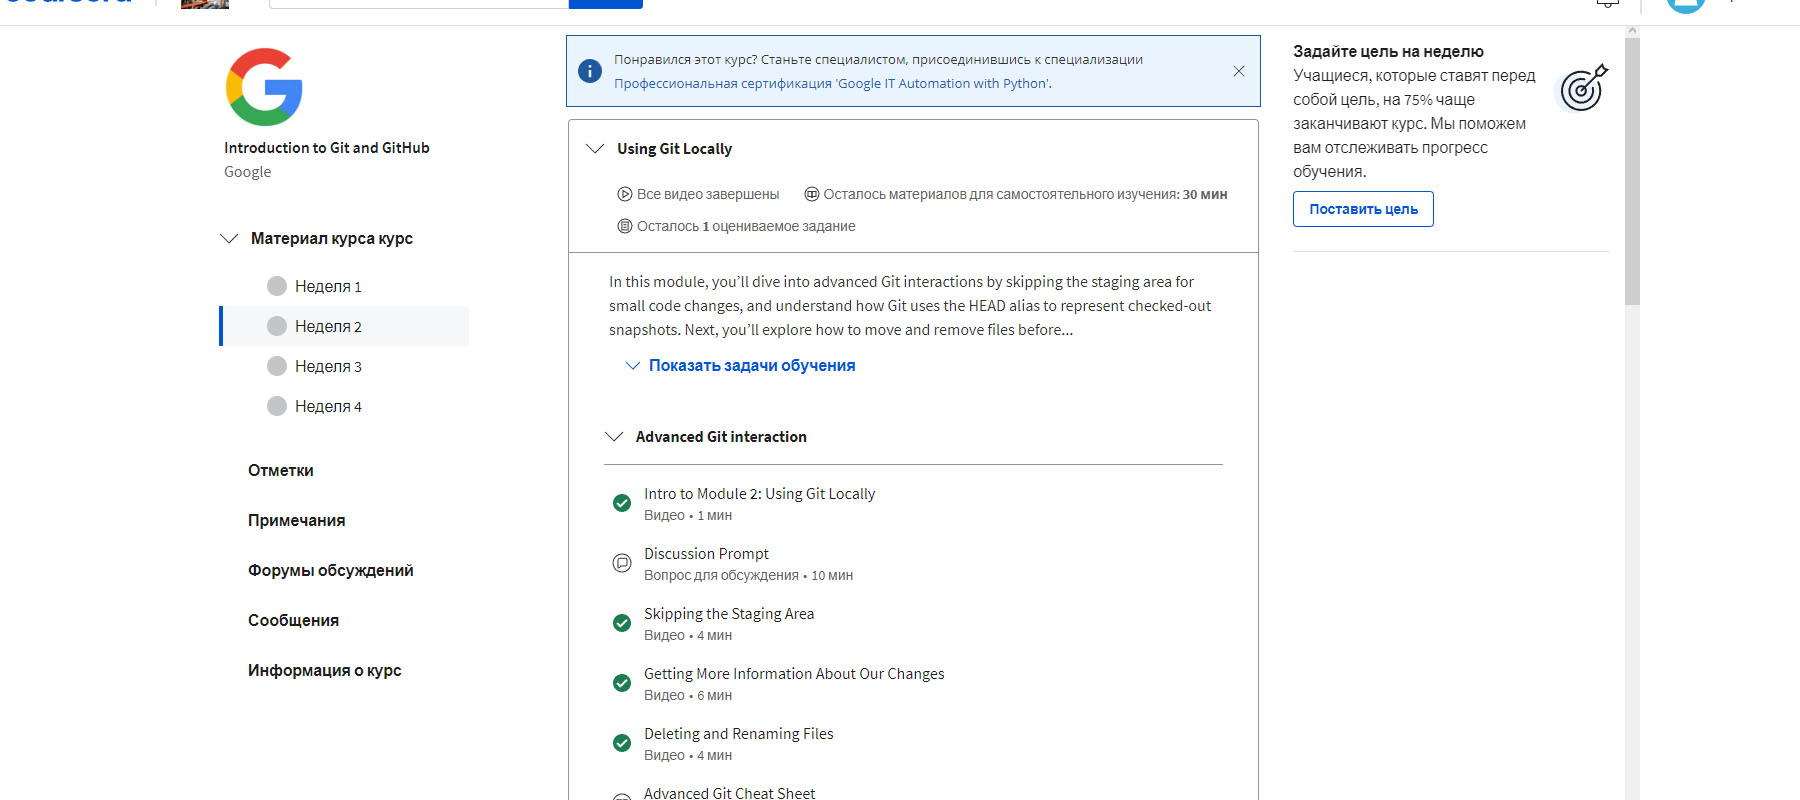 Introduction to Git and GitHub
Google
Материал курса курс
Неделя 1
Неделя 2
Неделя 3
Неделя 4
Отметки
Примечания
Форумы обсуждений
Сообщения
Информация о курс
Понравился этот курс? Станьте специалистом, присоединившись к специализации
Профессиональная сертификация 'Google IT Automation with Python'.
Using Git Locally
Все видео завершены
Осталось материалов для самостоятельного изучения: 30 мин
Осталось 1 оцениваемое задание
In this module, you’ll dive into advanced Git interactions by skipping the staging area for
small code changes, and understand how Git uses the HEAD alias to represent checked-out
snapshots. Next, you’ll explore how to move and remove files before...
Показать задачи обучения
Advanced Git interaction
Intro to Module 2: Using Git Locally
Видео • 1 мин
Discussion Prompt
Вопрос для обсуждения • 10 мин
Skipping the Staging Area
Видео • 4 мин
Getting More Information About Our Changes
Видео • 6 мин
Deleting and Renaming Files
Видео • 4 мин
Advanced Git Cheat Sheet
Задайте цель на неделю
Учащиеся, которые ставят перед
собой цель, на 75% чаще
заканчивают курс. Мы поможем
вам отслеживать прогресс
обучения.
Поставить цель